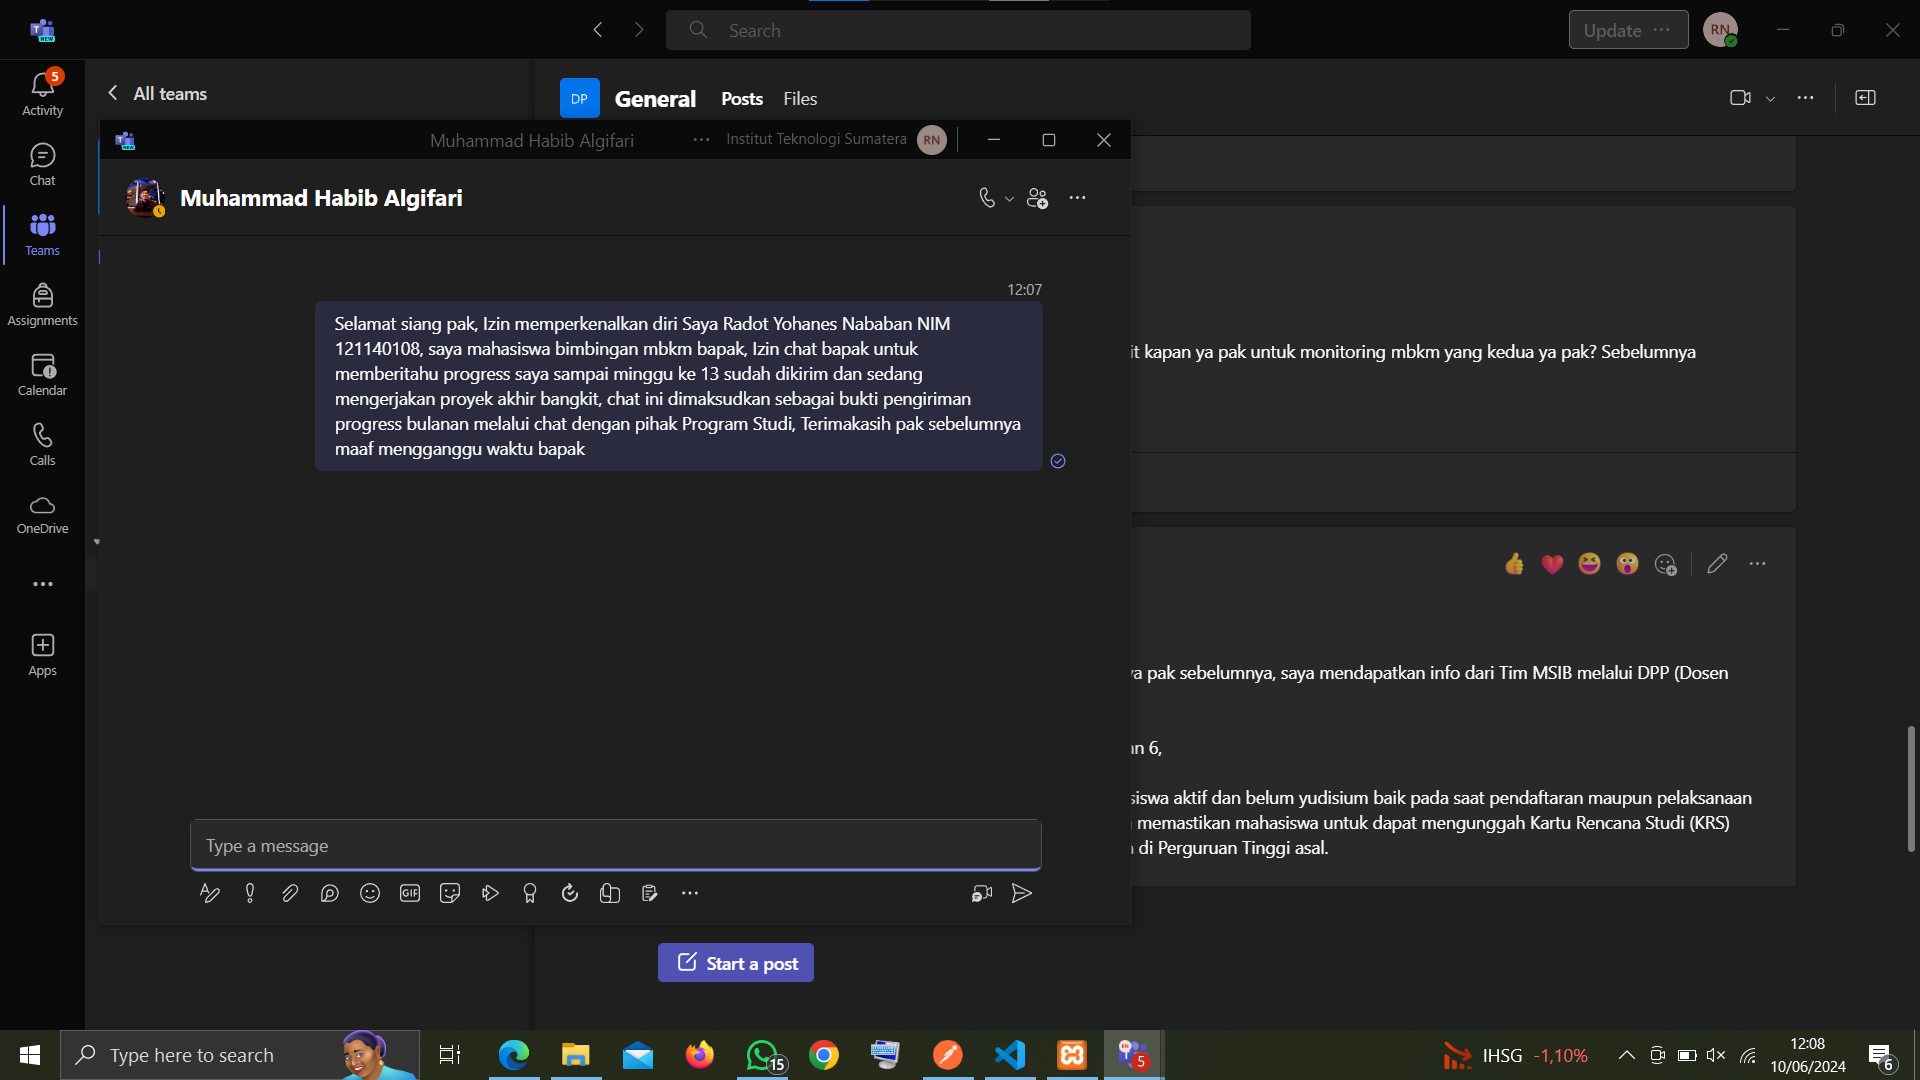 Search
Update
RN
5
Activity
Chat
Teams
Assignments
Calendar
Calls
OneDrive
Apps
All teams
DP
General
Posts
Files
Muhammad Habib Algifari
Institut Teknologi Sumatera
RN
Muhammad Habib Algifari
12:07
Selamat siang pak, Izin memperkenalkan diri Saya Radot Yohanes Nababan NIM
121140108, saya mahasiswa bimbingan mbkm bapak, Izin chat bapak untuk
memberitahu progress saya sampai minggu ke 13 sudah dikirim dan sedang
mengerjakan proyek akhir bangkit, chat ini dimaksudkan sebagai bukti pengiriman
progress bulanan melalui chat dengan pihak Program Studi, Terimakasih pak sebelumnya
maaf mengganggu waktu bapak
Type a message
GIF
kapan ya pak untuk monitoring mbkm yang kedua ya pak? Sebelumnya
pak sebelumnya, saya mendapatkan info dari Tim MSIB melalui DPP (Dosen
6,
aktif dan belum yudisium baik pada saat pendaftaran maupun pelaksanaan
memastikan mahasiswa untuk dapat mengunggah Kartu Rencana Studi (KRS)
di Perguruan Tinggi asal.
Start a post
Type here to search
15
5
IHSG -1,10%
12:08
10/06/2024
6